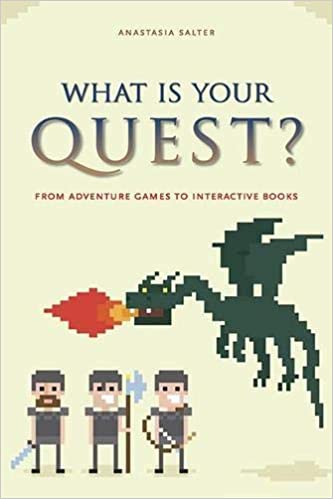 ANASTASIA SALTER
WHAT IS YOUR
QUEST?
FROM ADVENTURE GAMES TO INTERACTIVE BOOKS